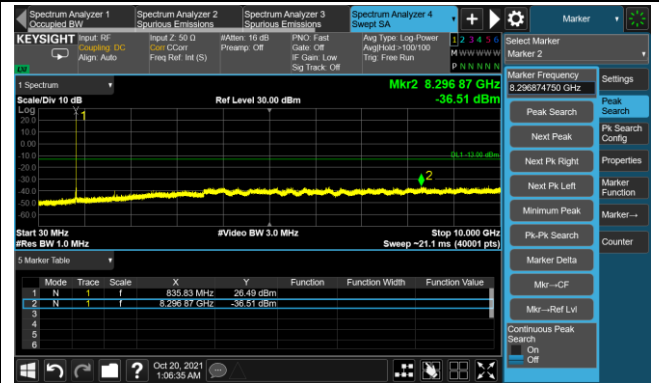 Spectrum Analyzer 1
Occupied BW
Spectrum Analyzer 2
Spurious Emissions
Spectrum Analyzer 3
Spurious Emissions
Spectrum Analyzer 4
Swept SA
Marker
KEYSIGHT
Input: RF
Coupling: DC
Align: Auto
Input Z: 50 Ω
Corr CCorr
Freq Ref: Int (S)
#Atten: 16 dB
Preamp: Off
PNO: Fast
Gate: Off
IF Gain: Low
Sig Track: Off
Avg Type: Log-Power
Avg|Hold:>100/100
Trig: Free Run
1 2 3 4 5 6
M W W W W W
P N N N N N
LXI
1 Spectrum
Scale/Div 10 dB
Ref Level 30.00 dBm
Mkr2 8.296 87 GHz
-36.51 dBm
Log
20.0
10.0
0.00
-10.0
-20.0
-30.0
-40.0
-50.0
-60.0
1
DL1 -13.00 dBm
2
Start 30 MHz
#Res BW 1.0 MHz
#Video BW 3.0 MHz
Stop 10.000 GHz
Sweep ~21.1 ms (40001 pts)
5 Marker Table
Mode Trace Scale X Y Function Function Width Function Value
1 N 1 f 835.83 MHz 26.49 dBm
2 N 1 f 8.296 87 GHz -36.51 dBm
3
4
5
6
Oct 20, 2021
1:06:35 AM
Select Marker
Marker 2
Marker Frequency
8.296874750 GHz
Peak Search
Next Peak
Next Pk Right
Next Pk Left
Minimum Peak
Pk-Pk Search
Marker Delta
Mkr→CF
Mkr→Ref Lvl
Continuous Peak
Search
On
Off
Settings
Peak
Search
Pk Search
Config
Properties
Marker
Function
Marker→
Counter